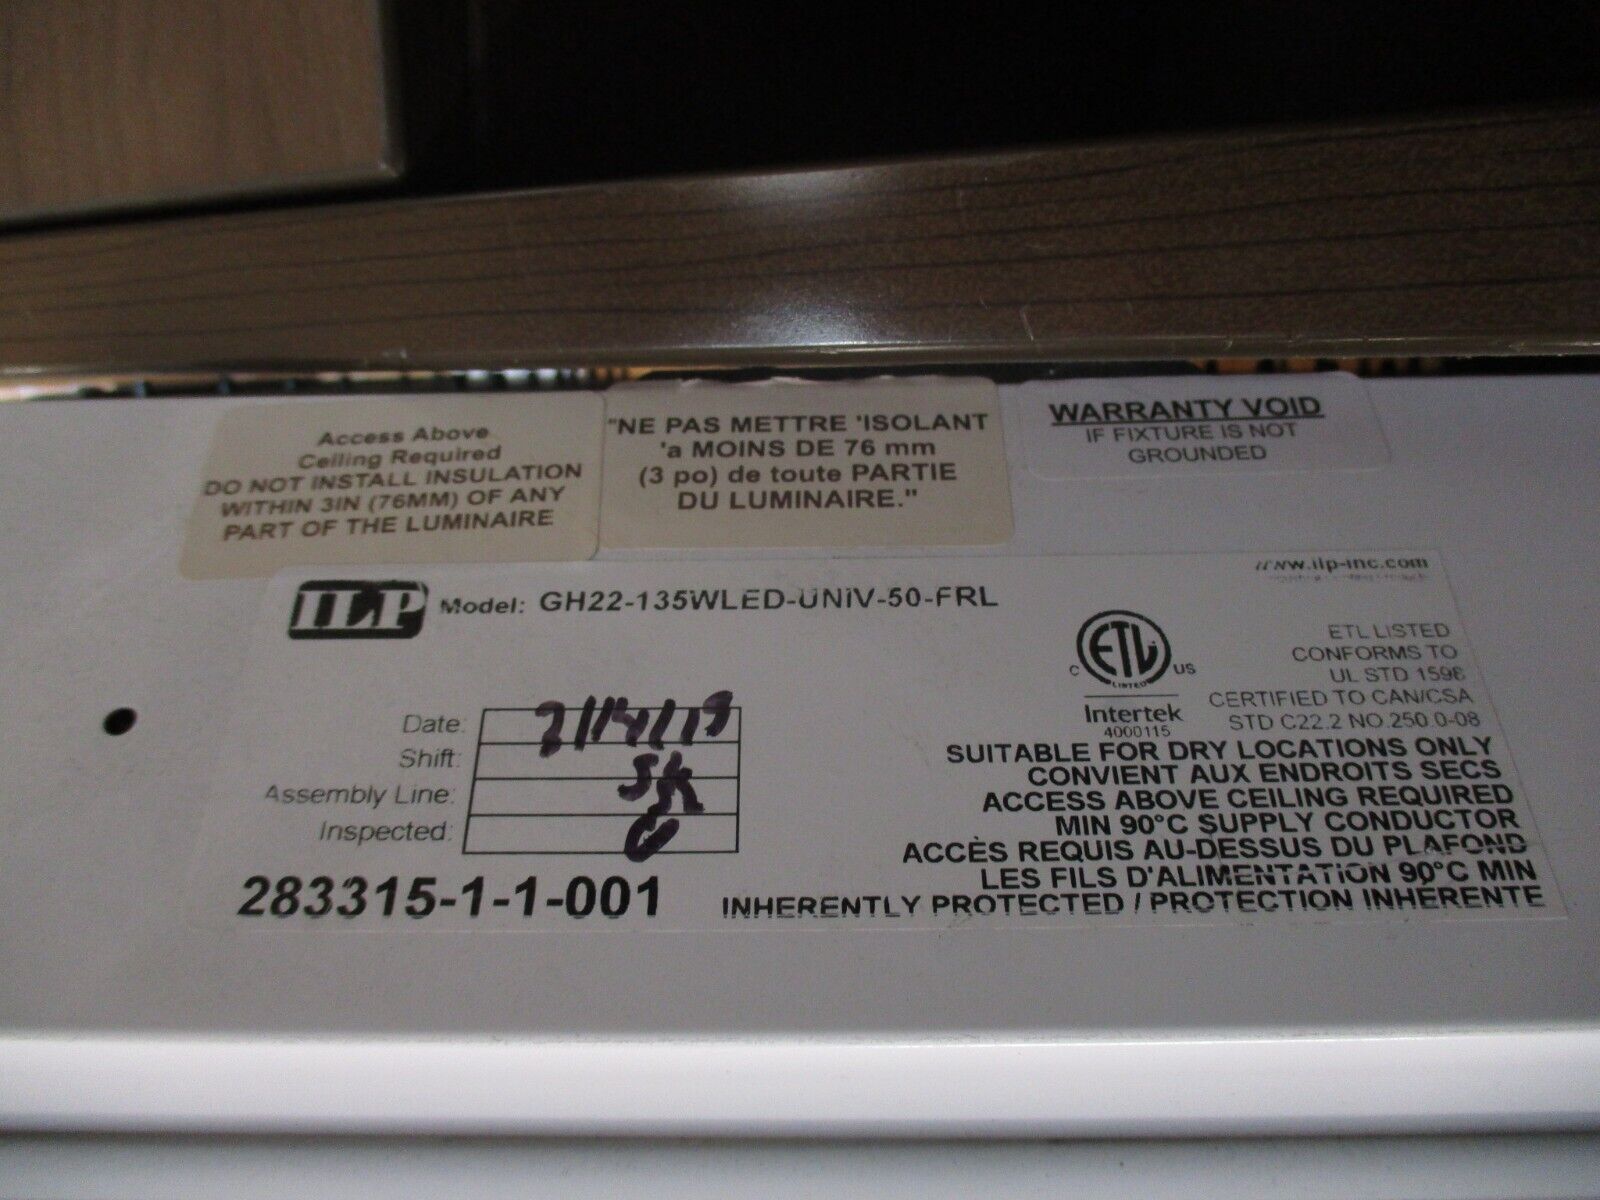 Access Above
Ceiling Required
DO NOT INSTALL INSULATION
WITHIN 3IN (76MM) OF ANY
PART OF THE LUMINAIRE
"NE PAS METTRE 'ISOLANT
'a MOINS DE 76 mm
(3 po) de toute PARTIE
DU LUMINAIRE."
WARRANTY VOID
IF FIXTURE IS NOT
GROUNDED
www.ilp-inc.com
ILP Model: GH22-135WLED-UNIV-50-FRL
C ETL US
LISTED
Intertek
4000115
ETL LISTED
CONFORMS TO
UL STD 1598
CERTIFIED TO CAN/CSA
STD C22.2 NO.250.0-08
Date:
Shift:
Assembly Line:
Inspected:
283315-1-1-001
SUITABLE FOR DRY LOCATIONS ONLY
CONVIENT AUX ENDROITS SECS
ACCESS ABOVE CEILING REQUIRED
MIN 90°C SUPPLY CONDUCTOR
ACCÈS REQUIS AU-DESSUS DU PLAFOND
LES FILS D'ALIMENTATION 90°C MIN
INHERENTLY PROTECTED / PROTECTION INHERENTE